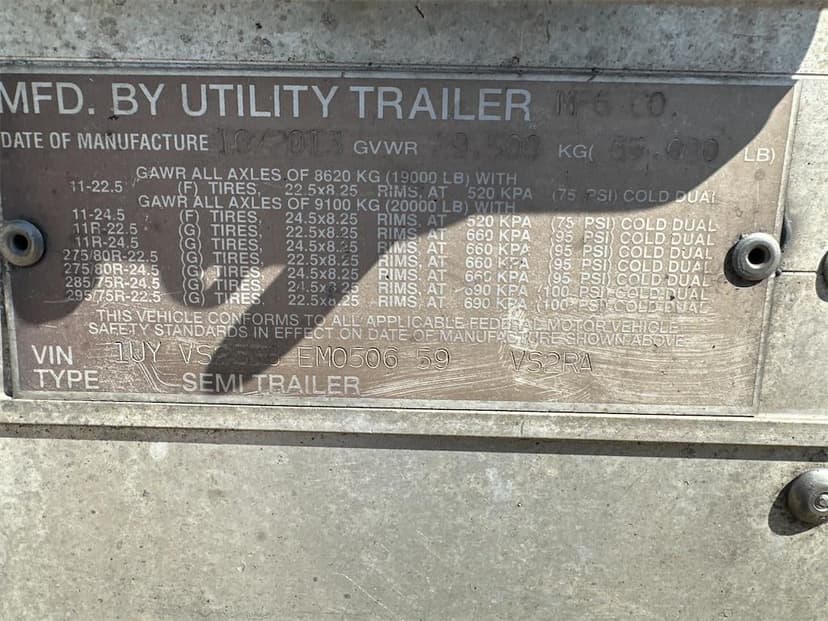 MFD. BY UTILITY TRAILER MFG CO.
DATE OF MANUFACTURE 10/2013 GVWR KG( LB)
GAWR ALL AXLES OF 8620 KG (19000 LB) WITH
11-22.5 (F) TIRES, 22.5x8.25 RIMS, AT 520 KPA (75 PSI) COLD DUAL
GAWR ALL AXLES OF 9100 KG (20000 LB) WITH
11-24.5 (F) TIRES, 24.5x8.25 RIMS, AT 520 KPA (75 PSI) COLD DUAL
11R-22.5 (G) TIRES, 22.5x8.25 RIMS, AT 660 KPA (95 PSI) COLD DUAL
11R-24.5 (G) TIRES, 24.5x8.25 RIMS, AT 660 KPA (95 PSI) COLD DUAL
275/80R-22.5 (G) TIRES, 22.5x8.25 RIMS, AT 660 KPA (95 PSI) COLD DUAL
275/80R-24.5 (G) TIRES, 24.5x8.25 RIMS, AT 660 KPA (95 PSI) COLD DUAL
285/75R-24.5 (G) TIRES, 24.5x8.25 RIMS, AT 690 KPA (100 PSI) COLD DUAL
295/75R-22.5 (G) TIRES, 22.5x8.25 RIMS, AT 690 KPA (100 PSI) COLD DUAL
THIS VEHICLE CONFORMS TO ALL APPLICABLE FEDERAL MOTOR VEHICLE
SAFETY STANDARDS IN EFFECT ON DATE OF MANUFACTURE SHOWN ABOVE
VIN 1UY EM0506 59 VS2RA
TYPE SEMI TRAILER